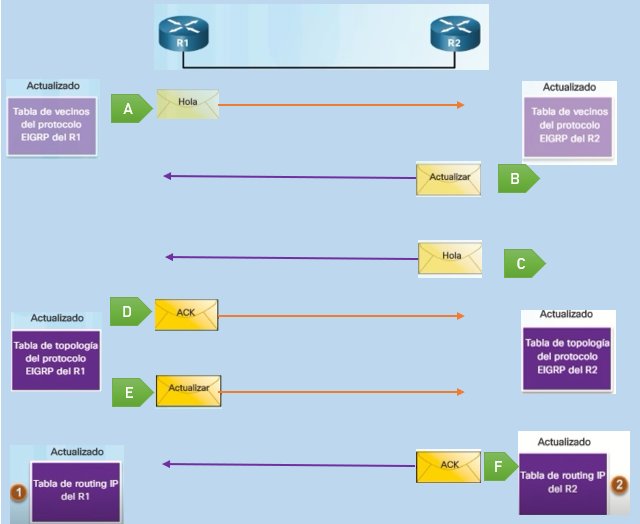 R1
R2
Actualizado
Tabla de vecinos
del protocolo
EIGRP del R1
A
Hola
Actualizado
Tabla de vecinos
del protocolo
EIGRP del R2
Actualizar
B
Hola
C
Actualizado
Tabla de topología
del protocolo
EIGRP del R1
D
ACK
Actualizado
Tabla de topología
del protocolo
EIGRP del R2
E
Actualizar
Actualizado
1
Tabla de routing IP
del R1
ACK
F
Actualizado
Tabla de routing IP
del R2
2